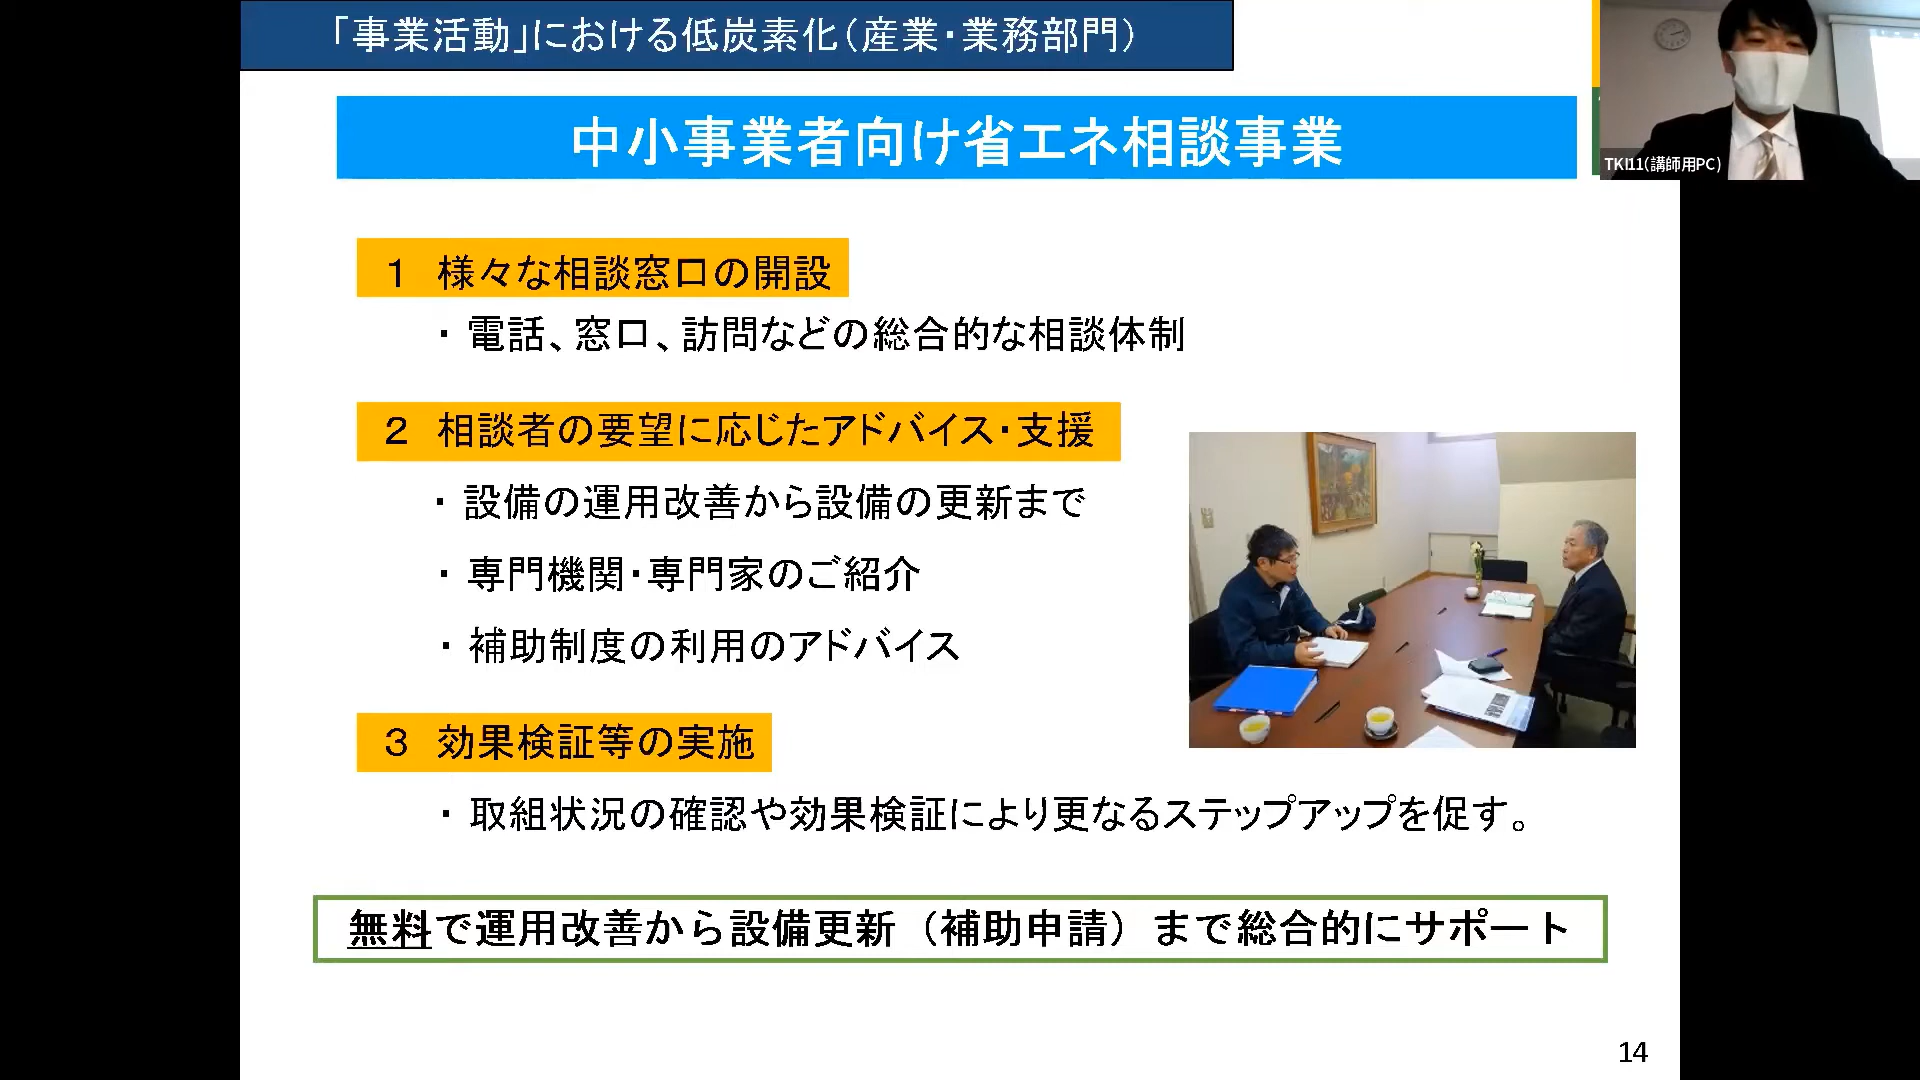 「事業活動」における低炭素化（産業・業務部門）
中小事業者向け省エネ相談事業
TKI11(講師用PC)
1 様々な相談窓口の開設
・電話、窓口、訪問などの総合的な相談体制
2 相談者の要望に応じたアドバイス・支援
・設備の運用改善から設備の更新まで
・専門機関・専門家のご紹介
・補助制度の利用のアドバイス
3 効果検証等の実施
・取組状況の確認や効果検証により更なるステップアップを促す。
無料で運用改善から設備更新（補助申請）まで総合的にサポート
14